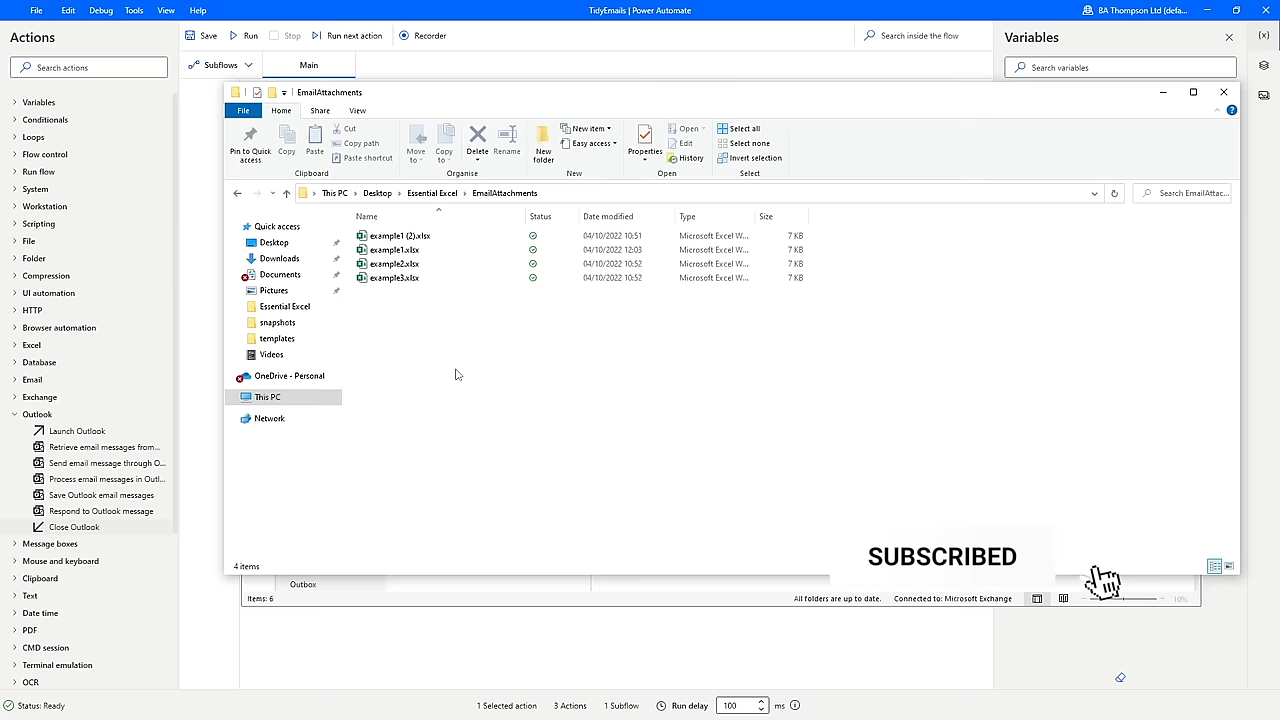 File Edit Debug Tools View Help
TidyEmails | Power Automate
BA Thompson Ltd (defa...
Actions
Search actions
Variables
Conditionals
Loops
Flow control
Run flow
System
Workstation
Scripting
File
Folder
Compression
UI automation
HTTP
Browser automation
Excel
Database
Email
Exchange
Outlook
Launch Outlook
Retrieve email messages from...
Send email message through O...
Process email messages in Outl...
Save Outlook email messages
Respond to Outlook message
Close Outlook
Message boxes
Mouse and keyboard
Clipboard
Text
Date time
PDF
CMD session
Terminal emulation
OCR
Save Run Stop Run next action Recorder
Search inside the flow
Subflows Main
Variables
Search variables
{x}
EmailAttachments
File Home Share View
Pin to Quick access
Copy
Paste
Cut
Copy path
Paste shortcut
Clipboard
Move to
Copy to
Delete
Rename
Organise
New folder
New item
Easy access
New
Properties
Open
Edit
History
Open
Select all
Select none
Invert selection
Select
This PC > Desktop > Essential Excel > EmailAttachments
Search EmailAttac...
Quick access
Desktop
Downloads
Documents
Pictures
Essential Excel
snapshots
templates
Videos
OneDrive - Personal
This PC
Network
Name Status Date modified Type Size
example1 (2).xlsx 04/10/2022 10:51 Microsoft Excel W... 7 KB
example1.xlsx 04/10/2022 12:03 Microsoft Excel W... 7 KB
example2.xlsx 04/10/2022 10:52 Microsoft Excel W... 7 KB
example3.xlsx 04/10/2022 10:52 Microsoft Excel W... 7 KB
SUBSCRIBED
4 items
Outbox
Items: 6
All folders are up to date. Connected to: Microsoft Exchange
10%
Status: Ready
1 Selected action 3 Actions 1 Subflow Run delay 100 ms